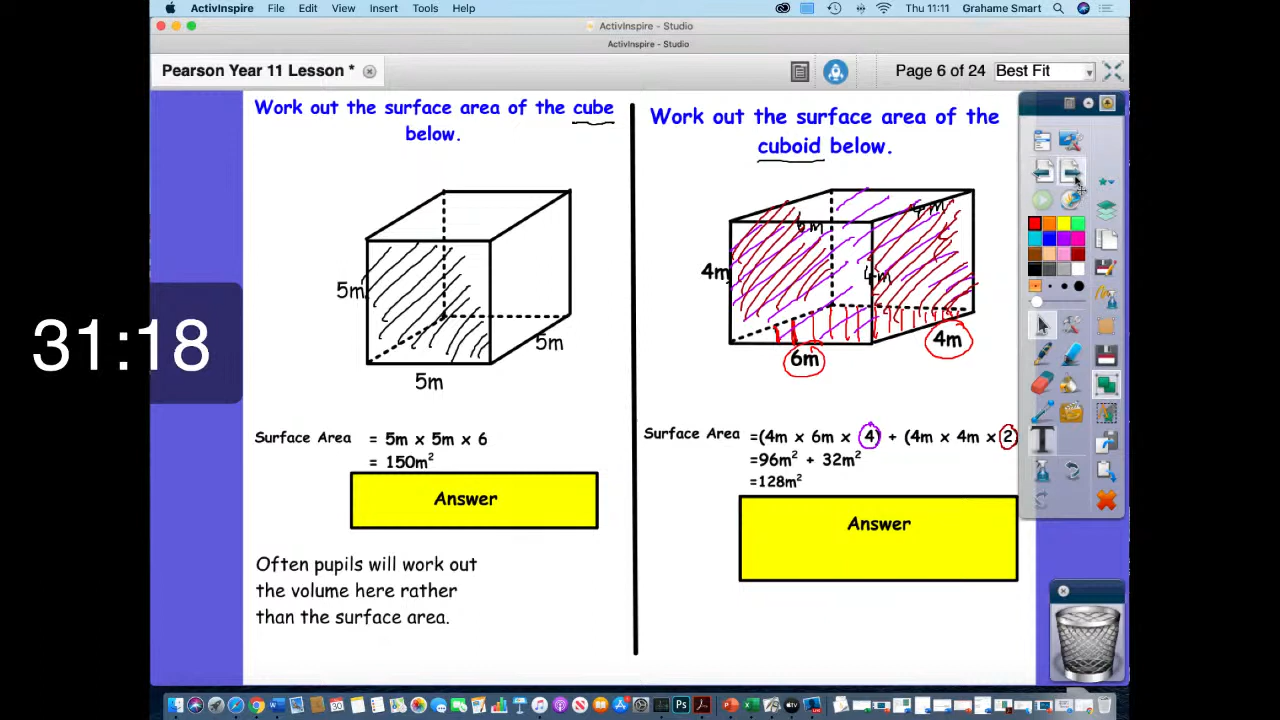 ActivInspire File Edit View Insert Tools Help
Thu 11:11 Grahame Smart
ActivInspire - Studio
ActivInspire - Studio
Pearson Year 11 Lesson *
Page 6 of 24 Best Fit
31:18
Work out the surface area of the cube
below.
5m
5m
5m
Surface Area = 5m x 5m x 6
= 150m²
Answer
Often pupils will work out
the volume here rather
than the surface area.
Work out the surface area of the
cuboid below.
4m
6m
4m
4m
6m
4m
Surface Area =(4m x 6m x 4) + (4m x 4m x 2)
=96m² + 32m²
=128m²
Answer